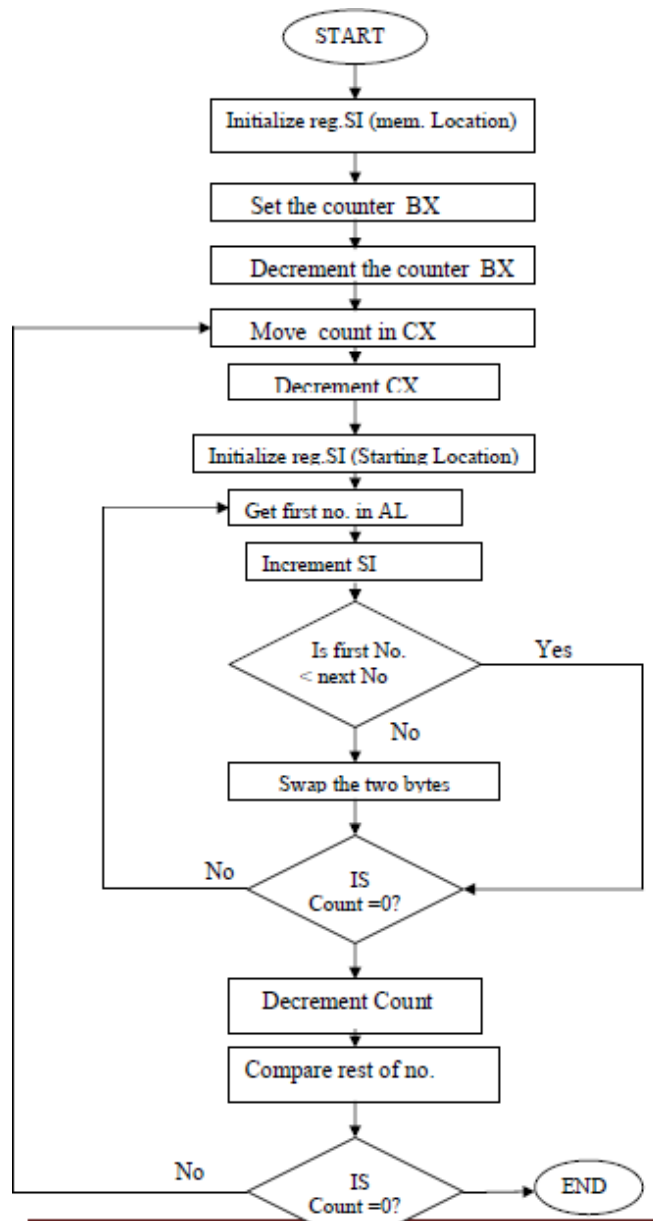 START
Initialize reg.SI (mem. Location)
Set the counter BX
Decrement the counter BX
Move count in CX
Decrement CX
Initialize reg.SI (Starting Location)
Get first no. in AL
Increment SI
Is first No.
< next No
Yes
No
Swap the two bytes
No
IS
Count =0?
Decrement Count
Compare rest of no.
No
IS
Count =0?
END